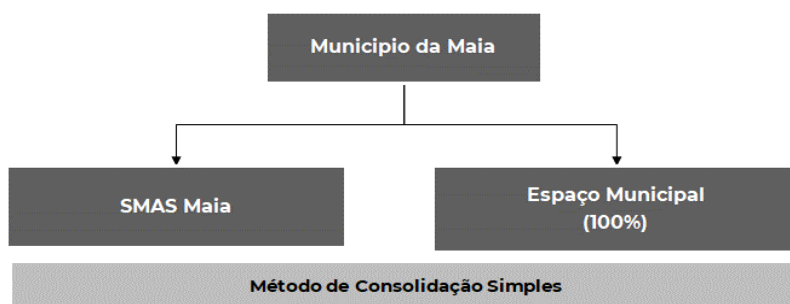 Municipio da Maia
SMAS Maia
Espaço Municipal
(100%)
Método de Consolidação Simples